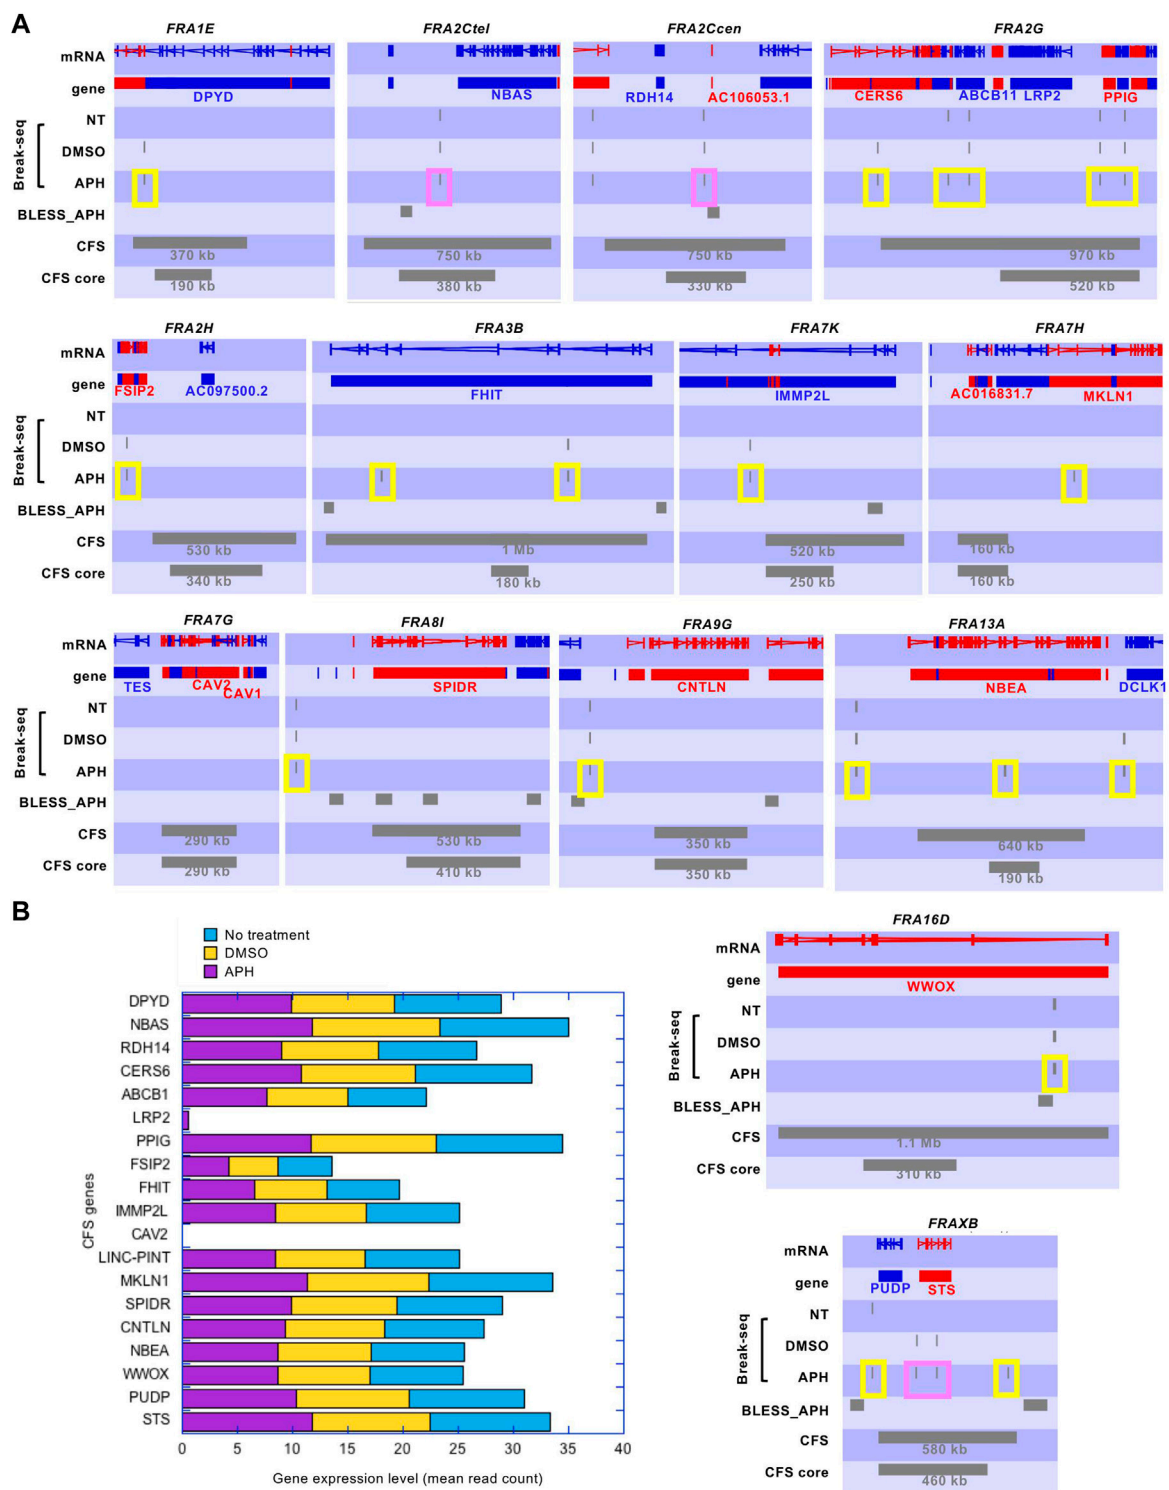 A
FRA1E FRA2Ctel FRA2Ccen FRA2G
mRNA
gene
DPYD NBAS RDH14 AC106053.1 CERS6 ABCB11 LRP2 PPIG
Break-seq
NT
DMSO
APH
BLESS_APH
CFS
370 kb 750 kb 750 kb 970 kb
CFS core
190 kb 380 kb 330 kb 520 kb
FRA2H FRA3B FRA7K FRA7H
mRNA
gene
FSIP2 AC097500.2 FHIT IMMP2L AC016831.7 MKLN1
Break-seq
NT
DMSO
APH
BLESS_APH
CFS
530 kb 1 Mb 520 kb 160 kb
CFS core
340 kb 180 kb 250 kb 160 kb
FRA7G FRA8I FRA9G FRA13A
mRNA
gene
TES CAV2 CAV1 SPIDR CNTLN NBEA DCLK1
Break-seq
NT
DMSO
APH
BLESS_APH
CFS
290 kb 530 kb 350 kb 640 kb
CFS core
290 kb 410 kb 350 kb 190 kb
B
No treatment
DMSO
APH
CFS genes
DPYD
NBAS
RDH14
CERS6
ABCB1
LRP2
PPIG
FSIP2
FHIT
IMMP2L
CAV2
LINC-PINT
MKLN1
SPIDR
CNTLN
NBEA
WWOX
PUDP
STS
0 5 10 15 20 25 30 35 40
Gene expression level (mean read count)
FRA16D
mRNA
gene
WWOX
Break-seq
NT
DMSO
APH
BLESS_APH
CFS
1.1 Mb
CFS core
310 kb
FRAXB
mRNA
gene
PUDP STS
Break-seq
NT
DMSO
APH
BLESS_APH
CFS
580 kb
CFS core
460 kb